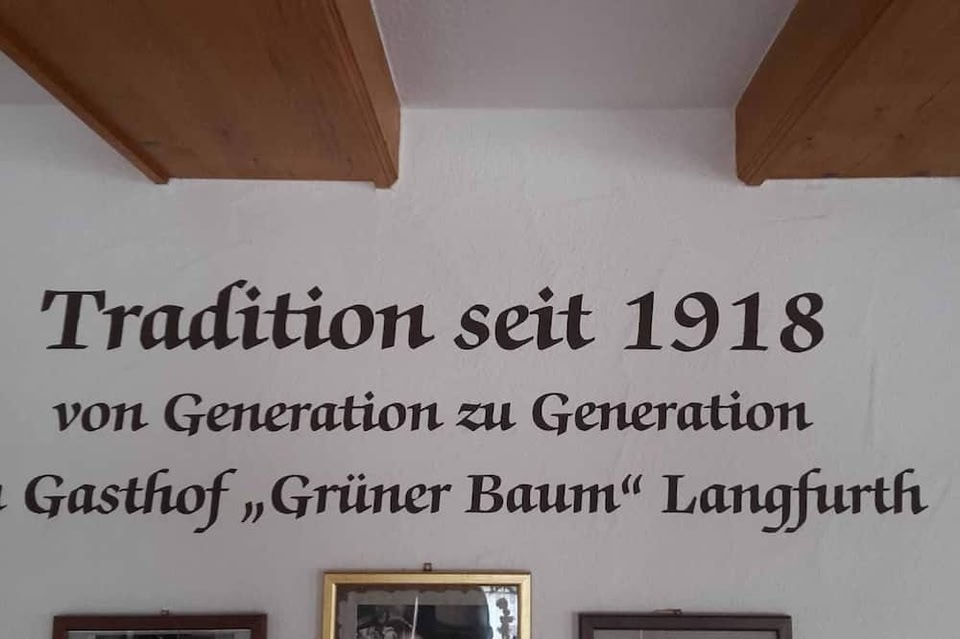 Tradition seit 1918
von Generation zu Generation
Gasthof „Grüner Baum“ Langfurth